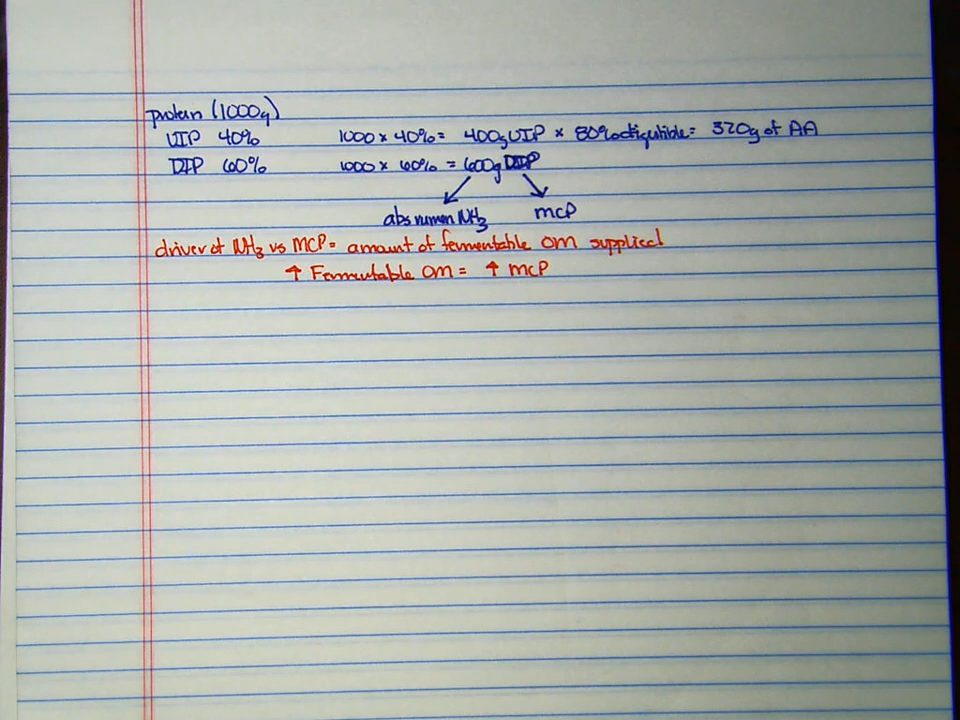 protein (1000g)
UIP 40% 1000 x 40% = 400g UIP x 80% digestible = 320g of AA
DIP 60% 1000 x 60% = 600g DIP
abs rumen NH3 mcP
driver of NH3 vs MCP = amount of fermentable OM supplied
↑ Fermentable OM = ↑ mcP